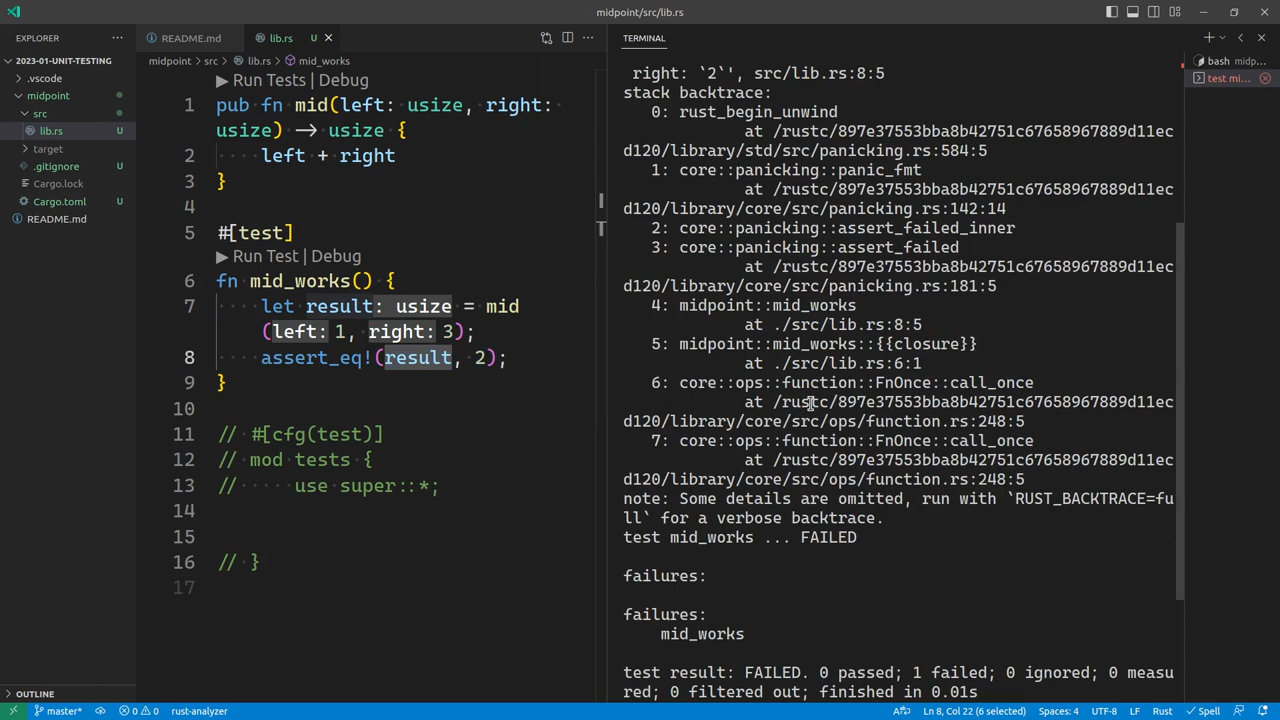 midpoint/src/lib.rs
EXPLORER
2023-01-UNIT-TESTING
.vscode
midpoint
src
lib.rs U
target
.gitignore U
Cargo.lock
Cargo.toml U
README.md
OUTLINE
README.md
lib.rs U
midpoint > src > lib.rs > mid_works
Run Tests | Debug
1 pub fn mid(left: usize, right:
usize) → usize {
2 ····left + right
3 }
4
5 #[test]
Run Test | Debug
6 fn mid_works() {
7 ····let result: usize = mid
(left: 1, right: 3);
8 ····assert_eq!(result, 2);
9 }
10
11 // #[cfg(test)]
12 // mod tests {
13 // ····· use super::*;
14
15
16 // }
17
TERMINAL
bash midp...
test mi...
right: `2`', src/lib.rs:8:5
stack backtrace:
0: rust_begin_unwind
at /rustc/897e37553bba8b42751c67658967889d11ec
d120/library/std/src/panicking.rs:584:5
1: core::panicking::panic_fmt
at /rustc/897e37553bba8b42751c67658967889d11ec
d120/library/core/src/panicking.rs:142:14
2: core::panicking::assert_failed_inner
3: core::panicking::assert_failed
at /rustc/897e37553bba8b42751c67658967889d11ec
d120/library/core/src/panicking.rs:181:5
4: midpoint::mid_works
at ./src/lib.rs:8:5
5: midpoint::mid_works::{{closure}}
at ./src/lib.rs:6:1
6: core::ops::function::FnOnce::call_once
at /rustc/897e37553bba8b42751c67658967889d11ec
d120/library/core/src/ops/function.rs:248:5
7: core::ops::function::FnOnce::call_once
at /rustc/897e37553bba8b42751c67658967889d11ec
d120/library/core/src/ops/function.rs:248:5
note: Some details are omitted, run with `RUST_BACKTRACE=fu
ll` for a verbose backtrace.
test mid_works ... FAILED
failures:
failures:
mid_works
test result: FAILED. 0 passed; 1 failed; 0 ignored; 0 measu
red; 0 filtered out; finished in 0.01s
master* 0 0 rust-analyzer Ln 8, Col 22 (6 selected) Spaces: 4 UTF-8 LF Rust Spell